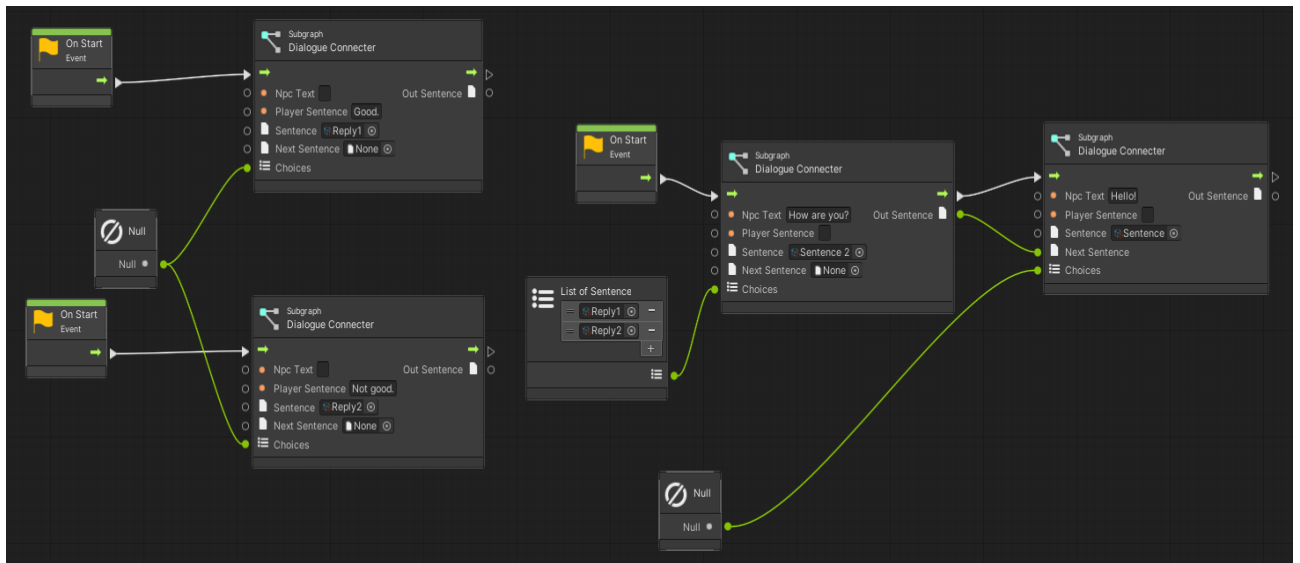 On Start
Event
Subgraph
Dialogue Connecter
Npc Text
Out Sentence
Player Sentence Good.
Sentence Reply1
Next Sentence None
Choices
Null
Null
On Start
Event
Subgraph
Dialogue Connecter
Npc Text
Out Sentence
Player Sentence Not good.
Sentence Reply2
Next Sentence None
Choices
On Start
Event
Subgraph
Dialogue Connecter
Npc Text How are you? Out Sentence
Player Sentence
Sentence Sentence 2
Next Sentence None
Choices
List of Sentence
Reply1
Reply2
Subgraph
Dialogue Connecter
Npc Text Hello! Out Sentence
Player Sentence
Sentence Sentence
Next Sentence
Choices
Null
Null